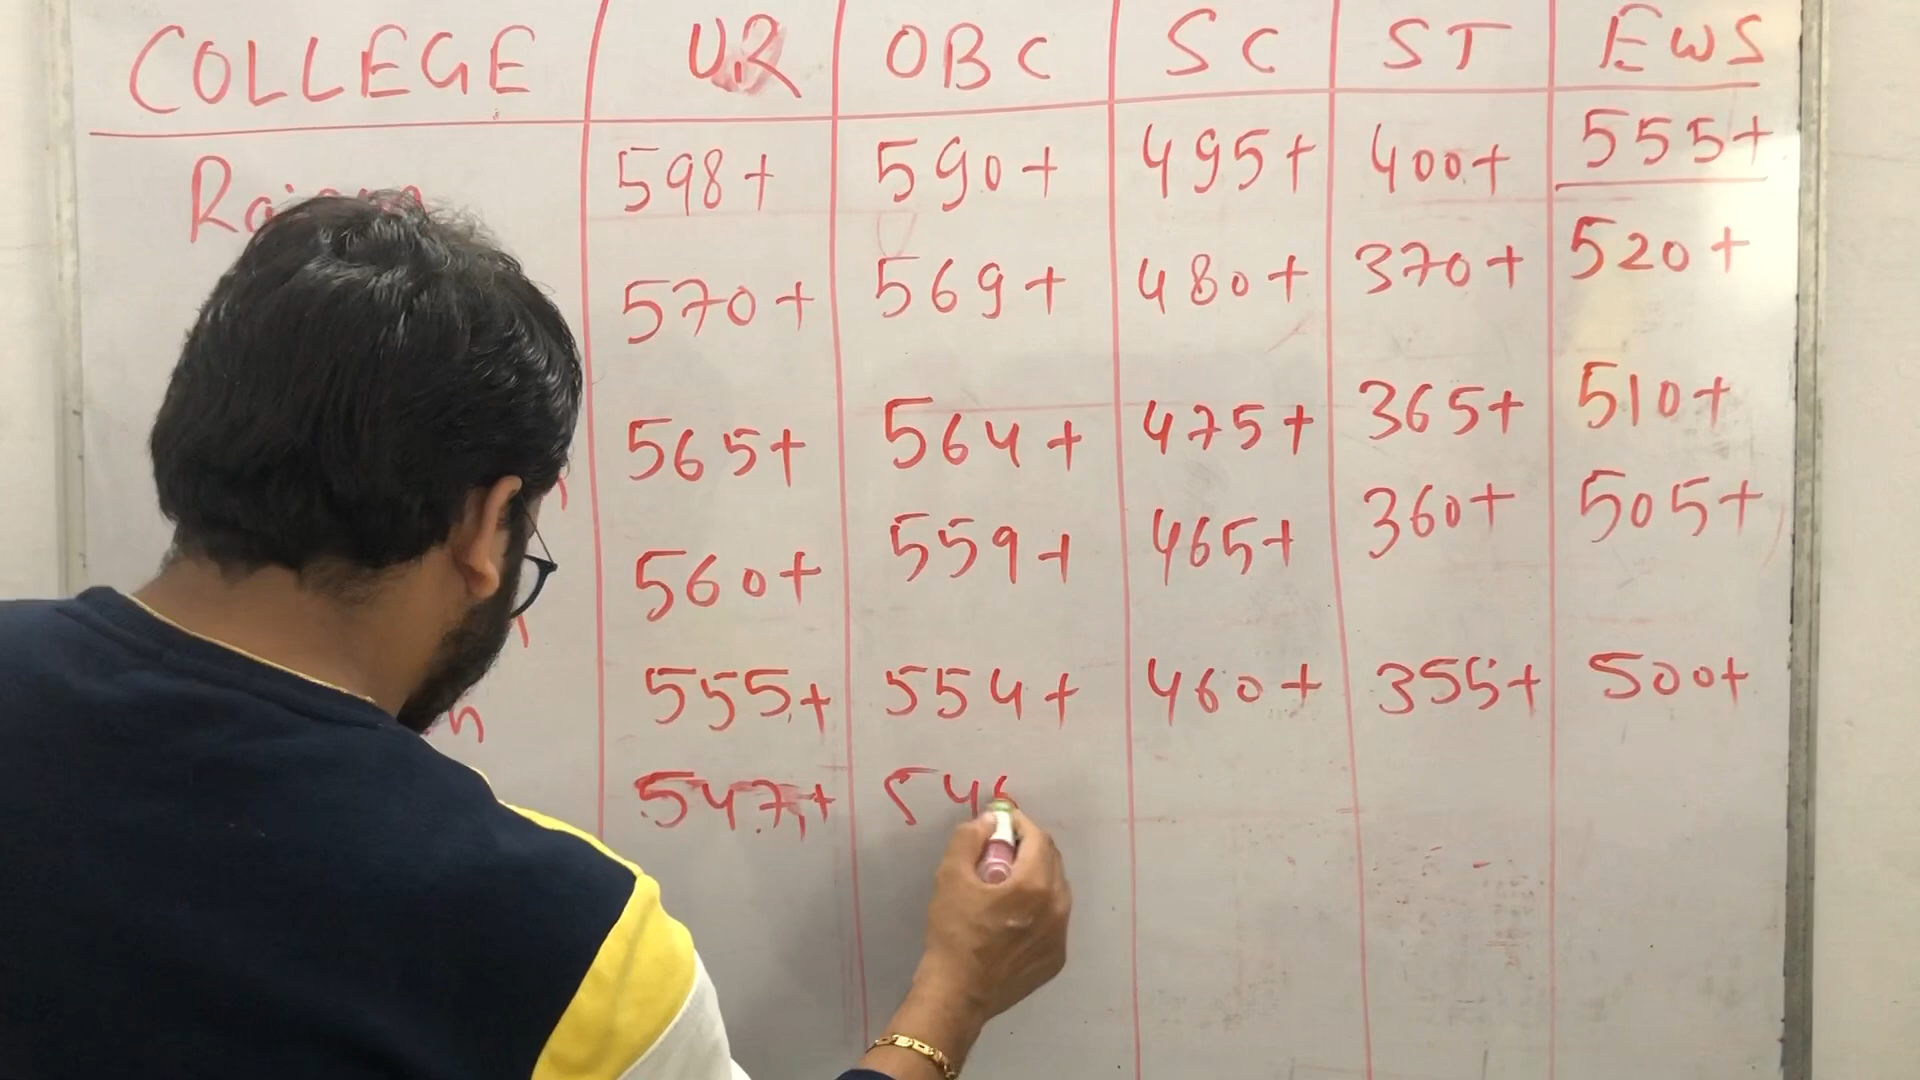 COLLEGE UR OBC SC ST EWS
598+ 590+ 495+ 400+ 555+
570+ 569+ 480+ 370+ 520+
565+ 564+ 475+ 365+ 510+
560+ 559+ 465+ 360+ 505+
555+ 554+ 460+ 355+ 500+
547+ 546